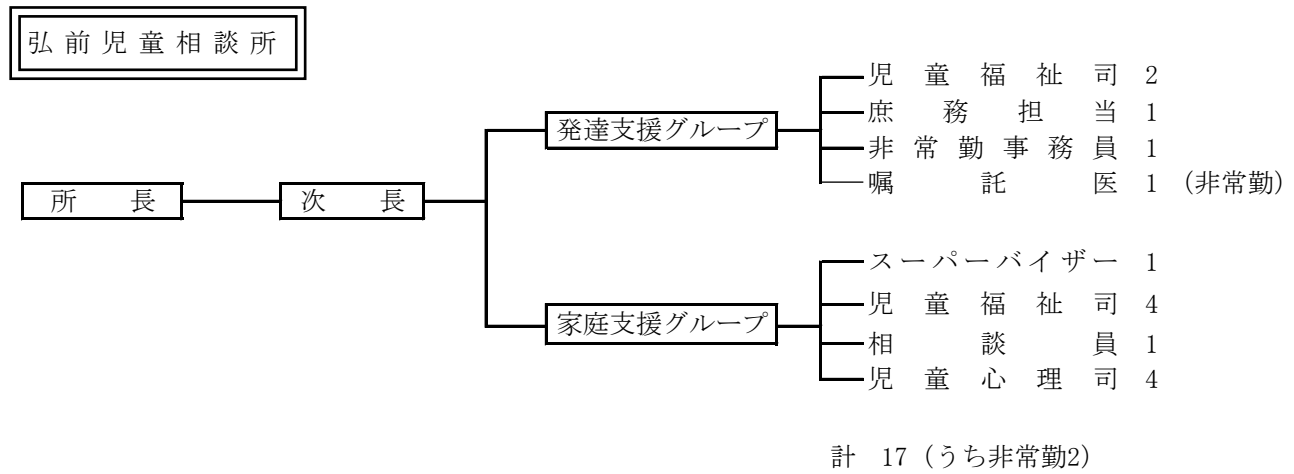 弘前児童相談所
児童福祉司 2
庶務担当 1
発達支援グループ
非常勤事務員 1
嘱託医 1 (非常勤)
所長
次長
スーパーバイザー 1
児童福祉司 4
家庭支援グループ
相談員 1
児童心理司 4
計 17 (うち非常勤2)